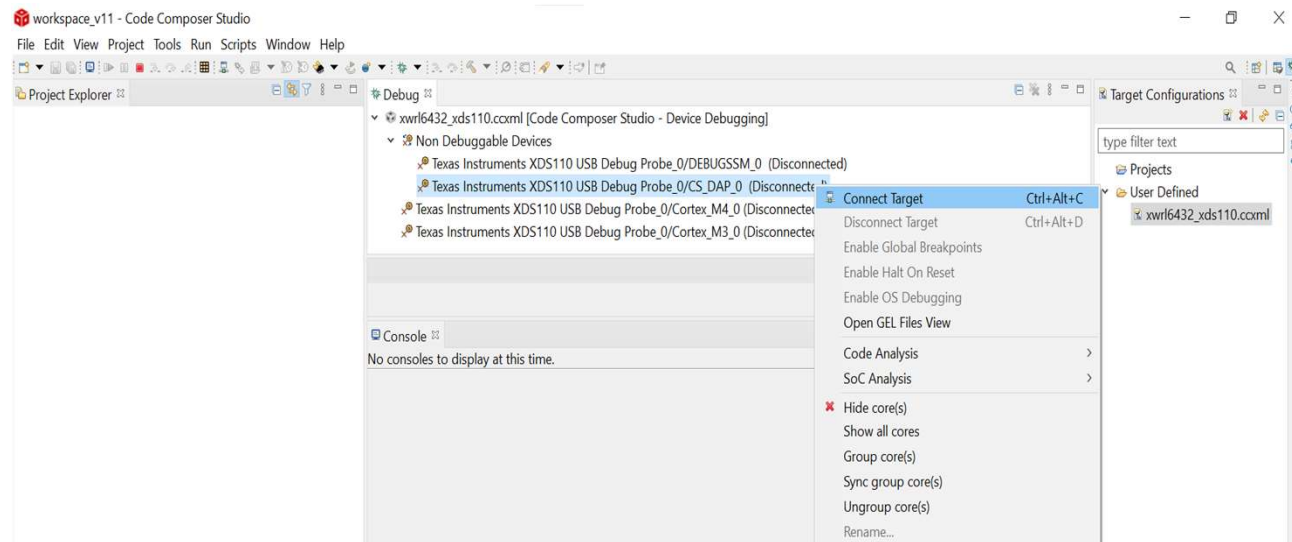 workspace_v11 - Code Composer Studio
File Edit View Project Tools Run Scripts Window Help
Project Explorer
Debug
Target Configurations
xwrl6432_xds110.ccxml [Code Composer Studio - Device Debugging]
Non Debuggable Devices
Texas Instruments XDS110 USB Debug Probe_0/DEBUGSSM_0 (Disconnected)
Texas Instruments XDS110 USB Debug Probe_0/CS_DAP_0 (Disconnecte
Texas Instruments XDS110 USB Debug Probe_0/Cortex_M4_0 (Disconnected
Texas Instruments XDS110 USB Debug Probe_0/Cortex_M3_0 (Disconnected
type filter text
Projects
User Defined
xwrl6432_xds110.ccxml
Connect Target Ctrl+Alt+C
Disconnect Target Ctrl+Alt+D
Enable Global Breakpoints
Enable Halt On Reset
Enable OS Debugging
Open GEL Files View
Code Analysis
SoC Analysis
Hide core(s)
Show all cores
Group core(s)
Sync group core(s)
Ungroup core(s)
Rename...
Console
No consoles to display at this time.